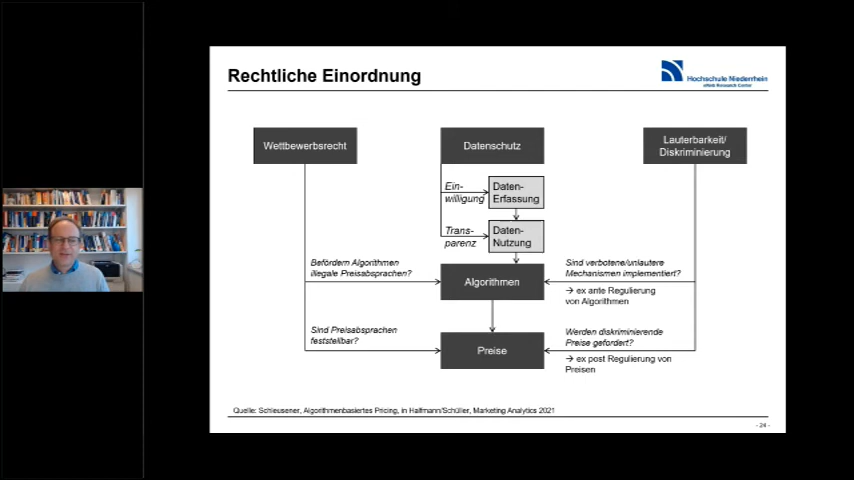 Rechtliche Einordnung
Hochschule Niederrhein
eWeb Research Center
Wettbewerbsrecht
Datenschutz
Lauterbarkeit/
Diskriminierung
Ein-
willigung
Daten-
Erfassung
Trans-
parenz
Daten-
Nutzung
Befördern Algorithmen
illegale Preisabsprachen?
Algorithmen
Sind verbotene/unlautere
Mechanismen implementiert?
→ ex ante Regulierung
von Algorithmen
Sind Preisabsprachen
feststellbar?
Preise
Werden diskriminierende
Preise gefordert?
→ ex post Regulierung von
Preisen
Quelle: Schleusener, Algorithmenbasiertes Pricing, in Halfmann/Schüller, Marketing Analytics 2021
- 24 -